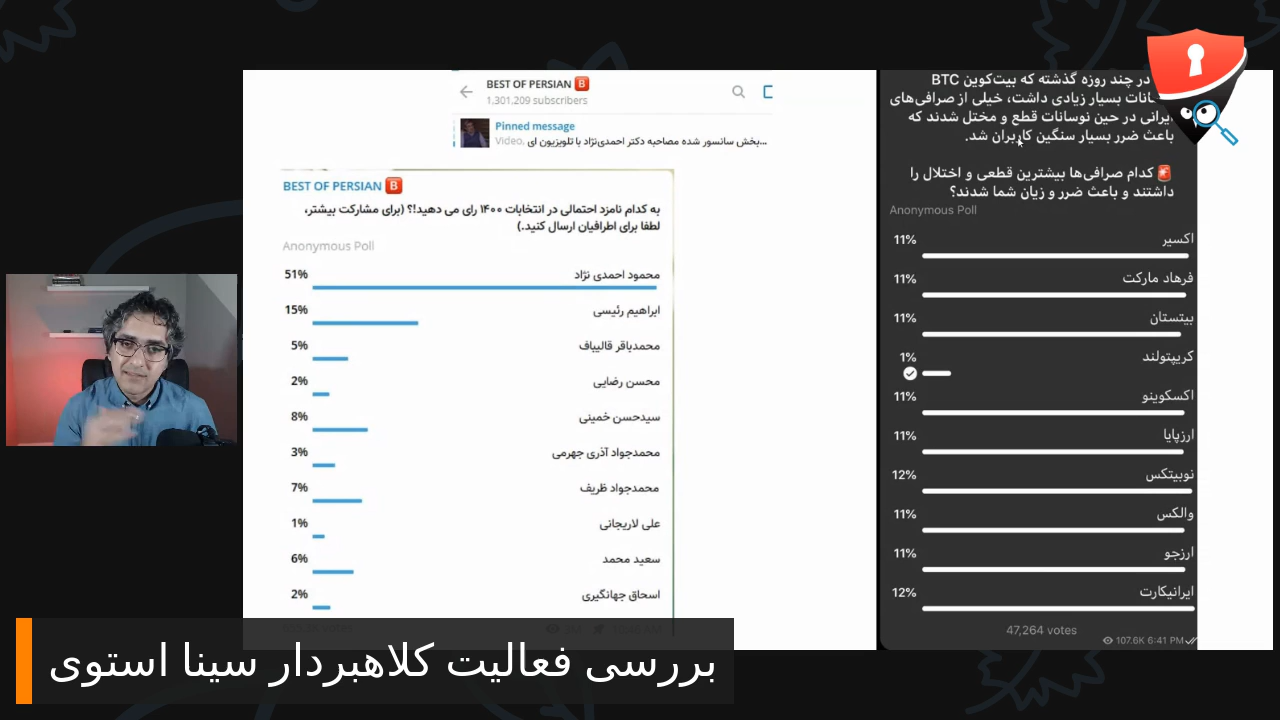 BEST OF PERSIAN B
1,301,209 subscribers
Pinned message
Video, بخش سانسور شده مصاحبه دکتر احمدی‌نژاد با تلویزیون ای...
BEST OF PERSIAN B
به کدام نامزد احتمالی در انتخابات ۱۴۰۰ رای می دهید!؟ (برای مشارکت بیشتر،
لطفا برای اطرافیان ارسال کنید.)
Anonymous Poll
51% محمود احمدی نژاد
15% ابراهیم رئیسی
5% محمدباقر قالیباف
2% محسن رضایی
8% سیدحسن خمینی
3% محمدجواد آذری جهرمی
7% محمدجواد ظریف
1% علی لاریجانی
6% سعید محمد
2% اسحاق جهانگیری
در چند روزه گذشته که بیت‌کوین BTC
بسیار زیادی داشت، خیلی از صرافی‌های
ایرانی در حین نوسانات قطع و مختل شدند که
باعث ضرر بسیار سنگین کاربران شد.
کدام صرافی‌ها بیشترین قطعی و اختلال را
داشتند و باعث ضرر و زیان شما شدند؟
Anonymous Poll
11% اکسیر
11% فرهاد مارکت
11% بیتستان
1% کریپتولند
11% اکسکوینو
11% ارزپایا
12% نوبیتکس
11% والکس
11% ارزجو
12% ایرانیکارت
47,264 votes
107.6K 6:41 PM
بررسی فعالیت کلاهبردار سینا استوی